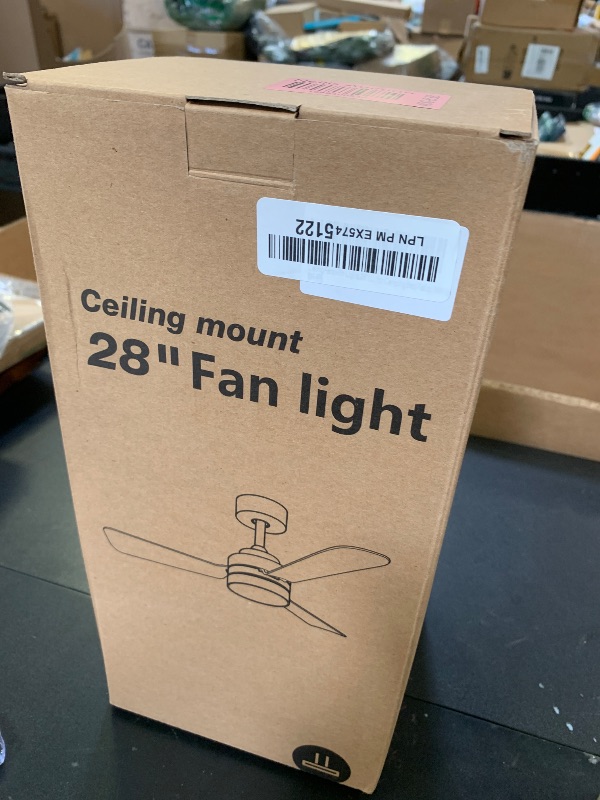 LPN PM EX5745122
Ceiling mount
28" Fan light